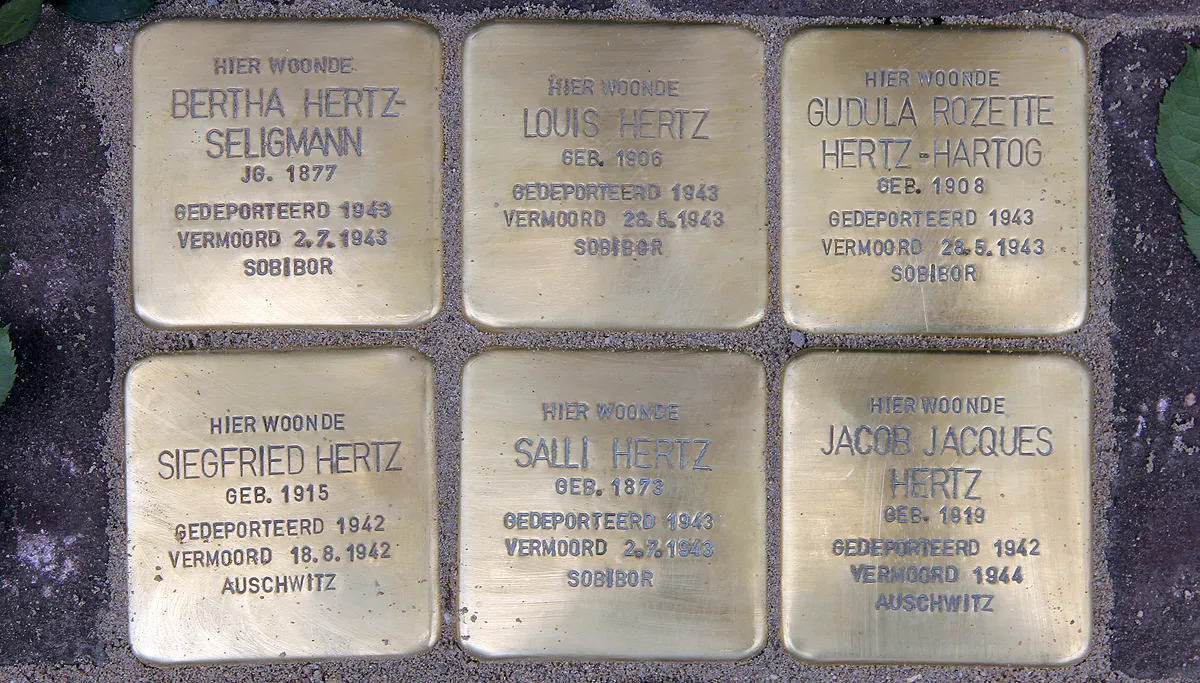 HIER WOONDE
BERTHA HERTZ-
SELIGMANN
JG. 1877
GEDEPORTEERD 1943
VERMOORD 2.7.1943
SOBIBOR
HIER WOONDE
LOUIS HERTZ
GEB. 1906
GEDEPORTEERD 1943
VERMOORD 28.5.1943
SOBIBOR
HIER WOONDE
GUDULA ROZETTE
HERTZ-HARTOG
GEB. 1908
GEDEPORTEERD 1943
VERMOORD 28.5.1943
SOBIBOR
HIER WOONDE
SIEGFRIED HERTZ
GEB. 1915
GEDEPORTEERD 1942
VERMOORD 18.8.1942
AUSCHWITZ
HIER WOONDE
SALLI HERTZ
GEB. 1873
GEDEPORTEERD 1943
VERMOORD 2.7.1943
SOBIBOR
HIER WOONDE
JACOB JACQUES
HERTZ
GEB. 1919
GEDEPORTEERD 1942
VERMOORD 1944
AUSCHWITZ